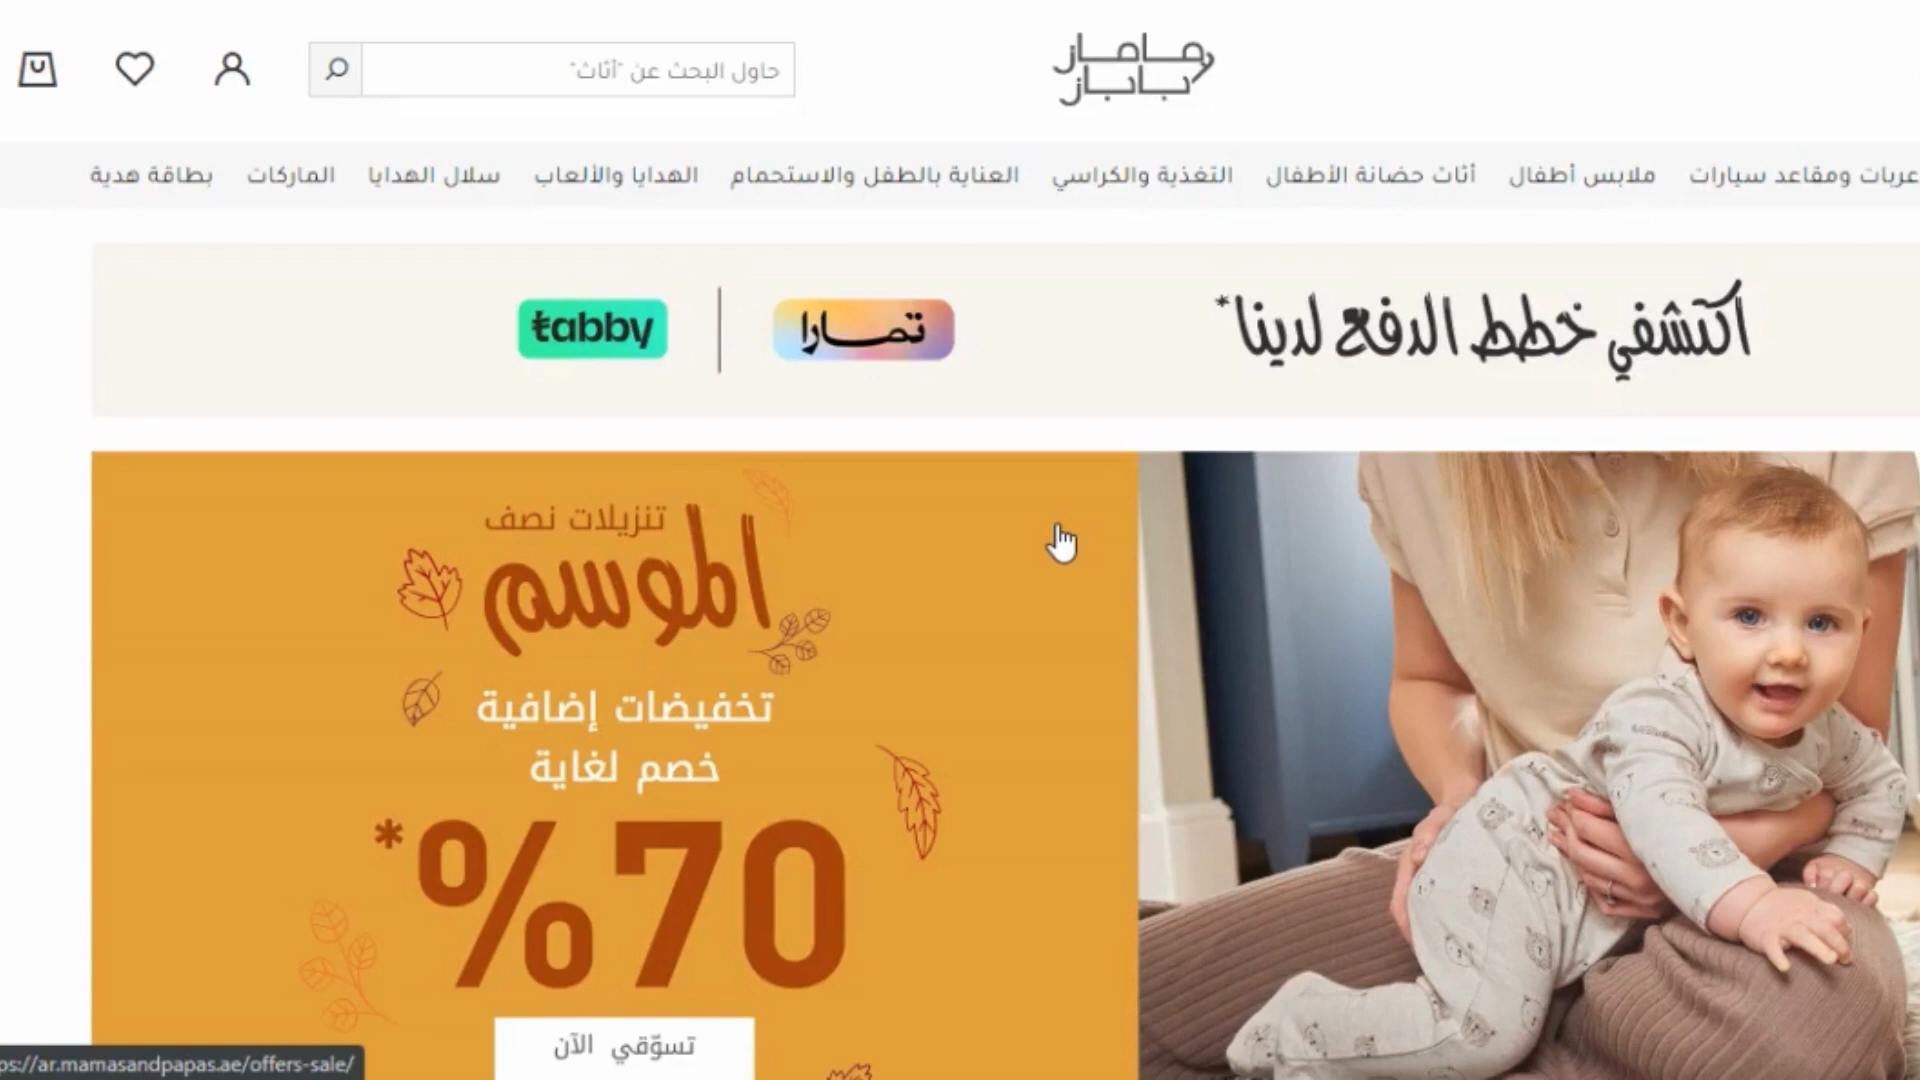 ماماز
باباز
حاول البحث عن "أثاث"
عربات ومقاعد سيارات
ملابس أطفال
أثاث حضانة الأطفال
التغذية والكراسي
العناية بالطفل والاستحمام
الهدايا والألعاب
سلال الهدايا
الماركات
بطاقة هدية
اكتشفي خطط الدفع لدينا*
تمارا
tabby
تنزيلات نصف
الموسم
تخفيضات إضافية
خصم لغاية
70%*
تسوّقي الآن
ps://ar.mamasandpapas.ae/offers-sale/